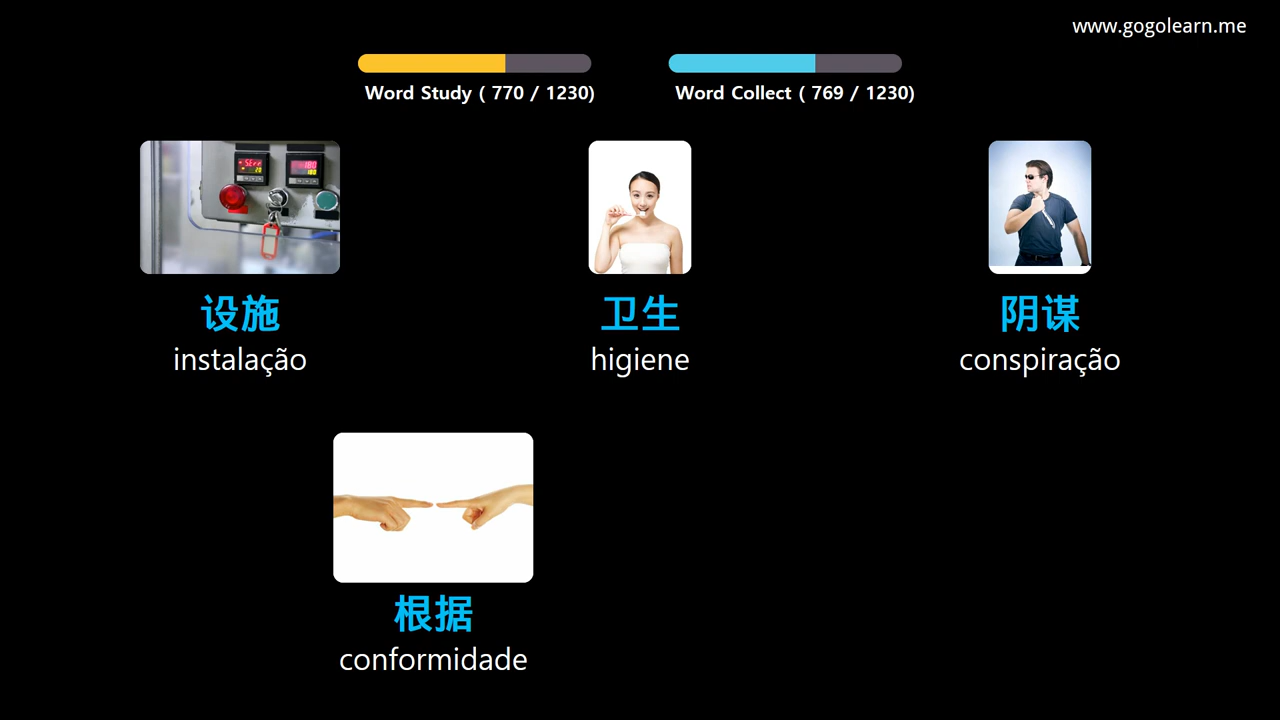 www.gogolearn.me
Word Study ( 770 / 1230)
Word Collect ( 769 / 1230)
设施
instalação
卫生
higiene
阴谋
conspiração
根据
conformidade